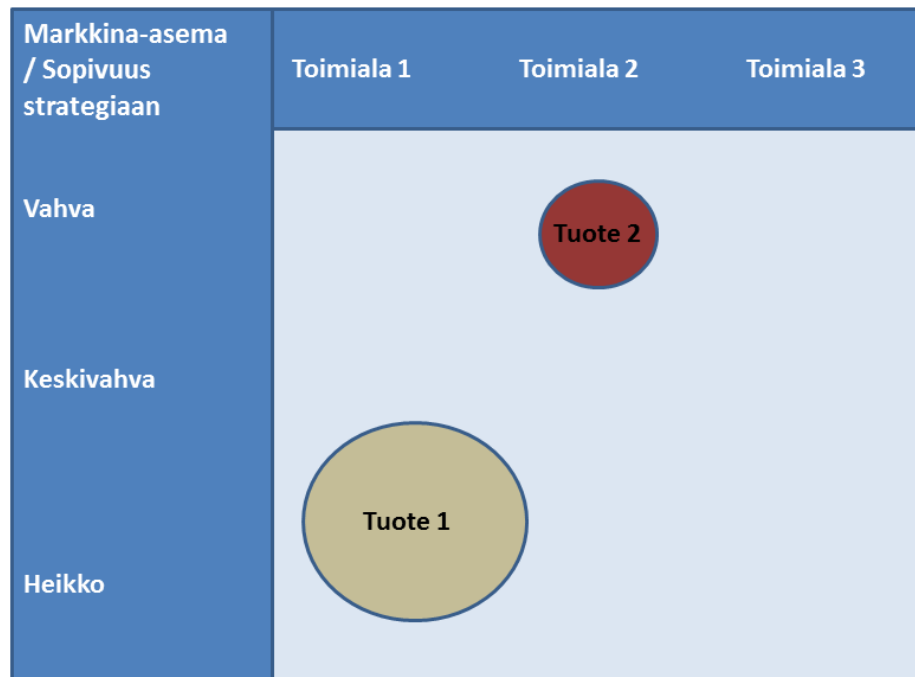 Markkina-asema
/ Sopivuus
strategiaan
Toimiala 1
Toimiala 2
Toimiala 3
Vahva
Tuote 2
Keskivahva
Tuote 1
Heikko